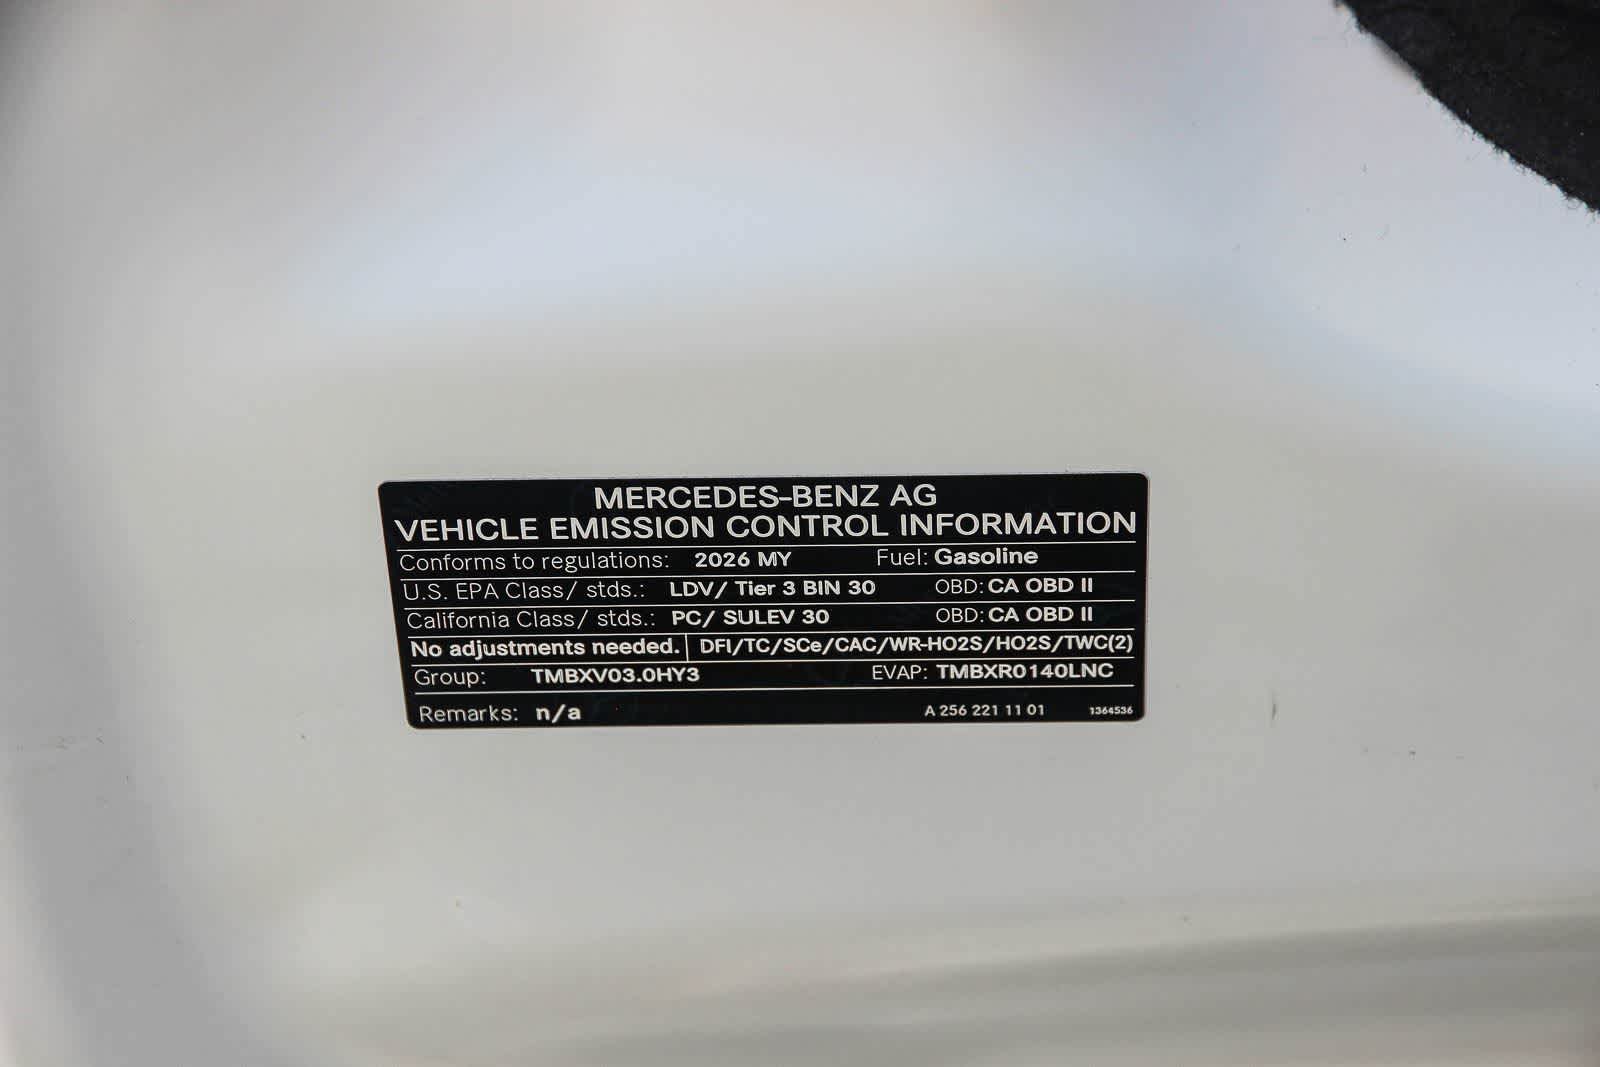 MERCEDES-BENZ AG
VEHICLE EMISSION CONTROL INFORMATION
Conforms to regulations: 2026 MY Fuel: Gasoline
U.S. EPA Class/ stds.: LDV/ Tier 3 BIN 30 OBD: CA OBD II
California Class/ stds.: PC/ SULEV 30 OBD: CA OBD II
No adjustments needed. DFI/TC/SCe/CAC/WR-HO2S/HO2S/TWC(2)
Group: TMBXV03.0HY3 EVAP: TMBXR0140LNC
Remarks: n/a A 256 221 11 01 1364536